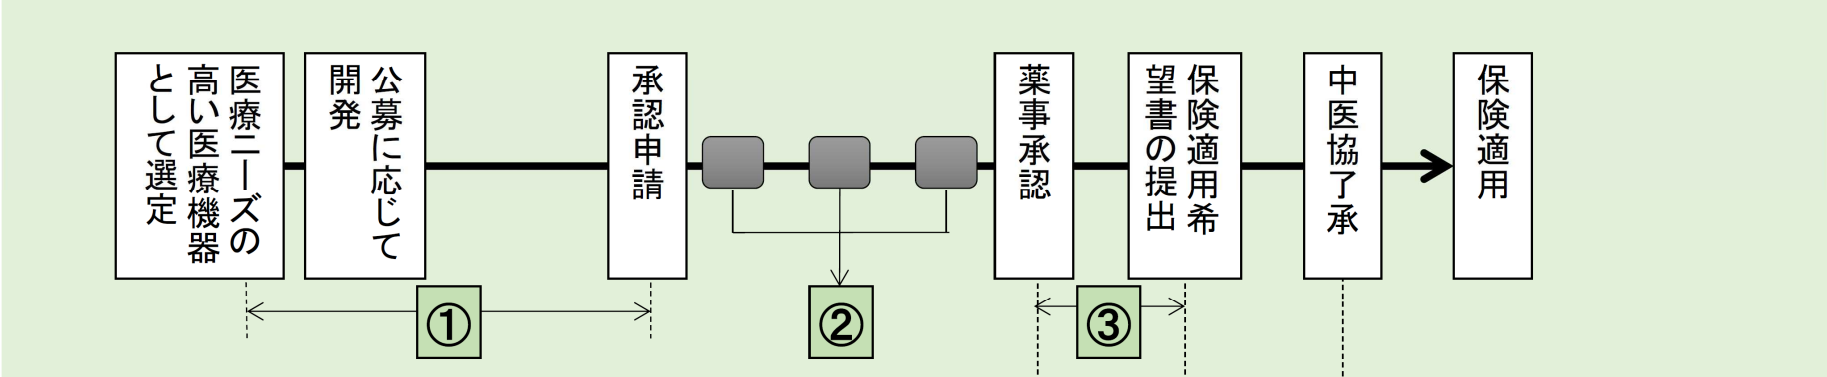 医療ニーズの
高い医療機器
として選定
公募に応じて
開発
承認申請
薬事承認
保険適用希
望書の提出
中医協了承
保険適用
①
②
③